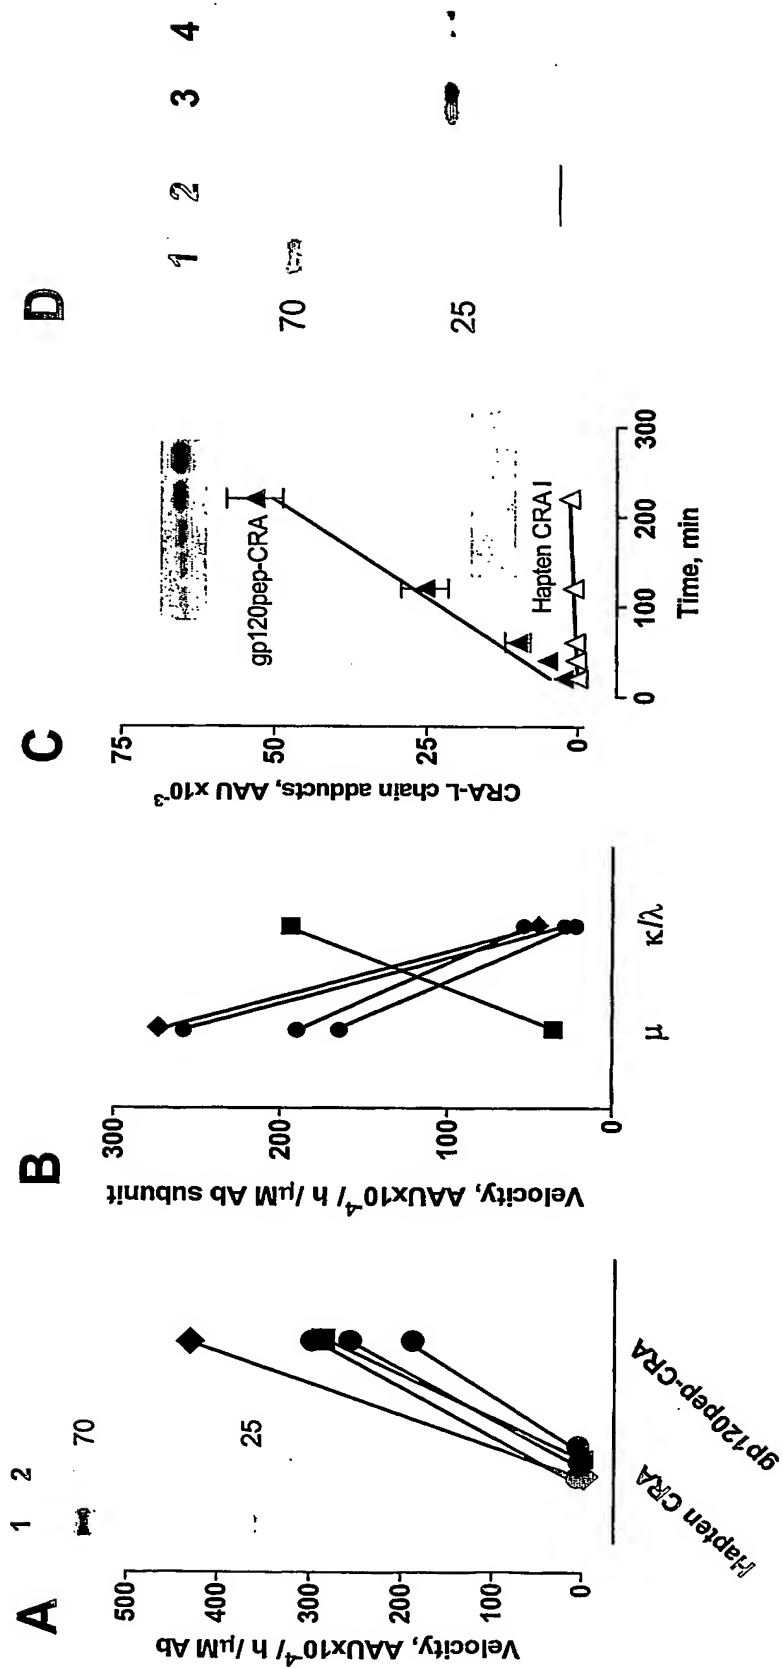 A
1 2
70
25
500
400
300
200
100
0
Velocity, AAUx10⁻⁴/ h / µM Ab
Hapten CRA
gp120pep-CRA
B
300
200
100
0
Velocity, AAUx10⁻⁴/ h / µM Ab subunit
µ
κ/λ
C
75
50
25
0
CRA-L chain adducts, AAU x10⁻³
gp120pep-CRA
Hapten CRA I
0 100 200 300
Time, min
D
1 2 3 4
70
25